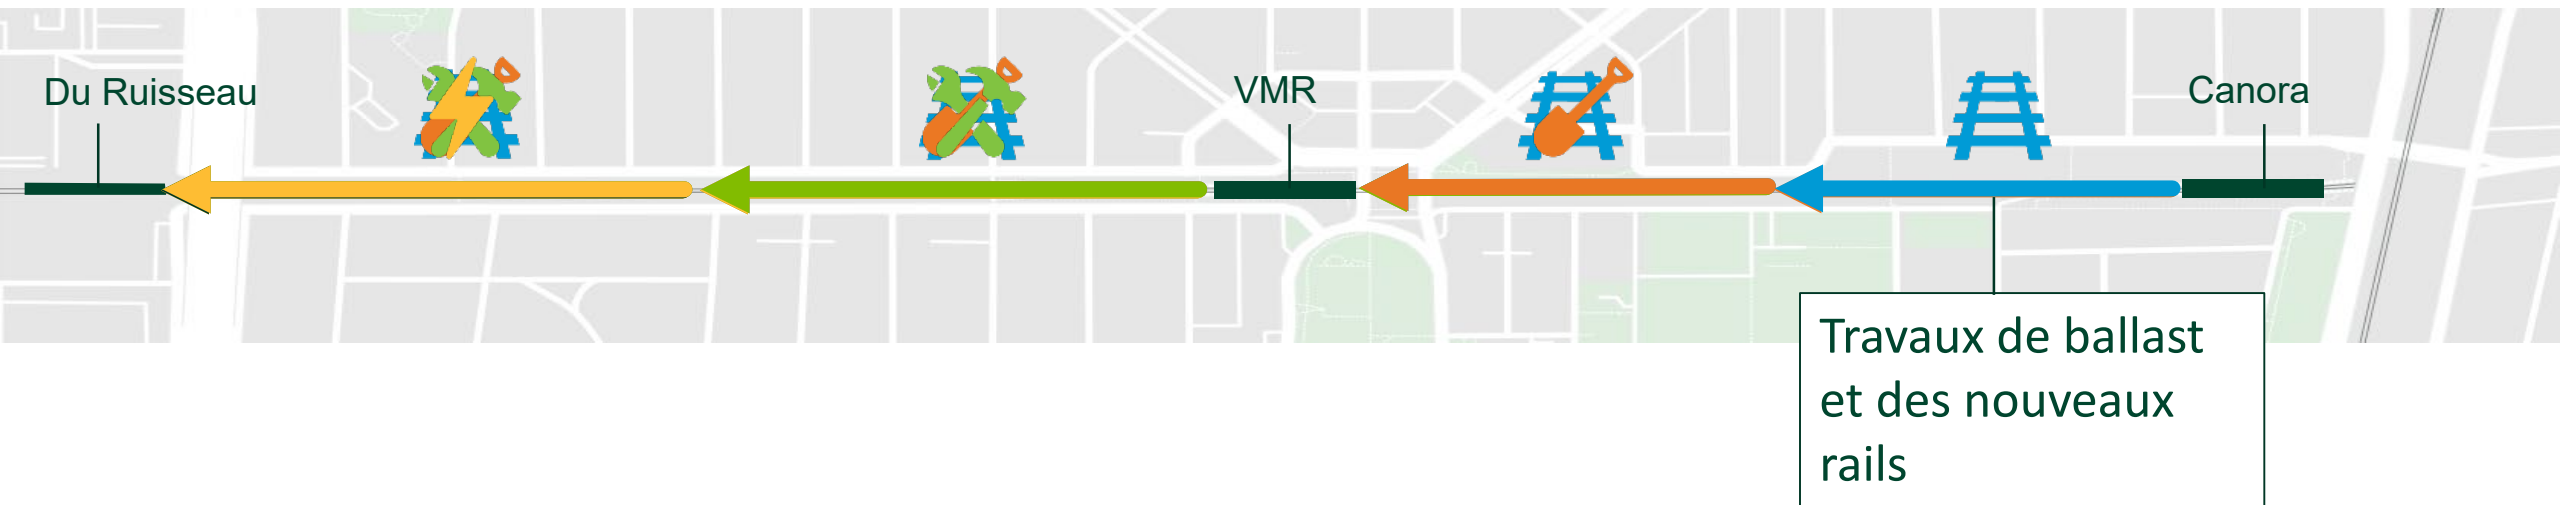 Du Ruisseau
VMR
Canora
Travaux de ballast
et des nouveaux
rails